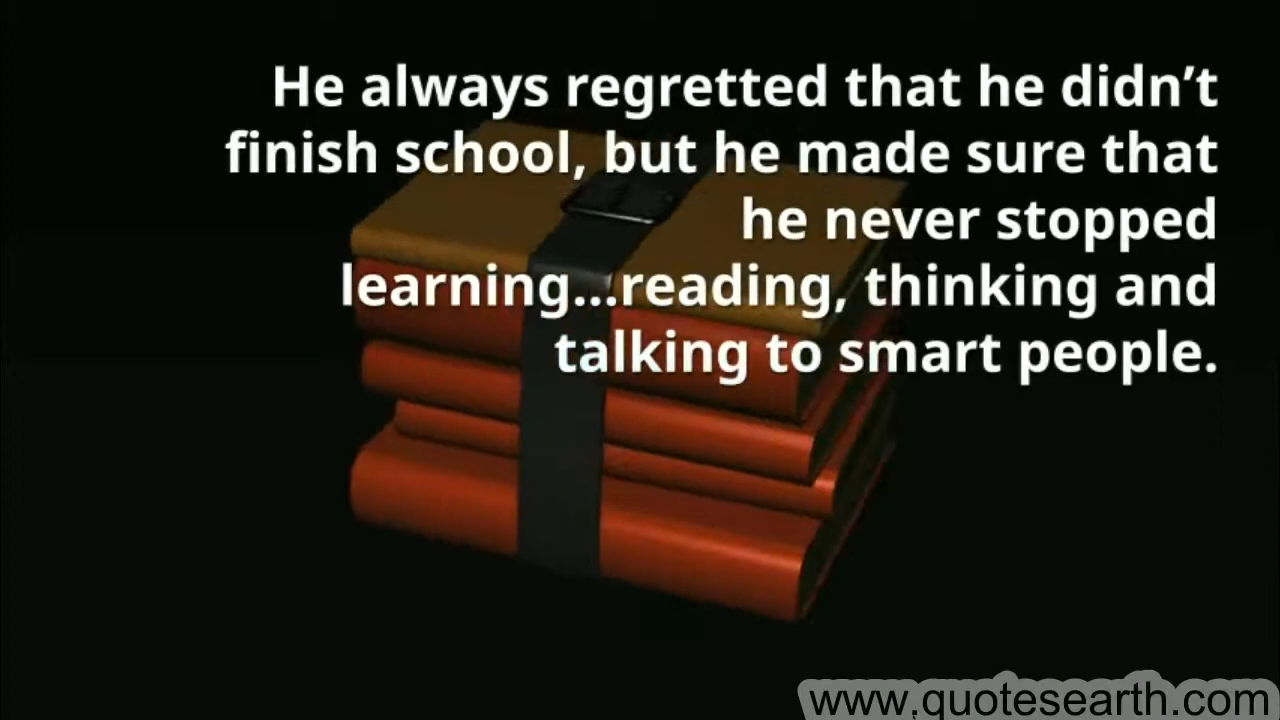 He always regretted that he didn’t
finish school, but he made sure that
he never stopped
learning...reading, thinking and
talking to smart people.
www.quotesearth.com